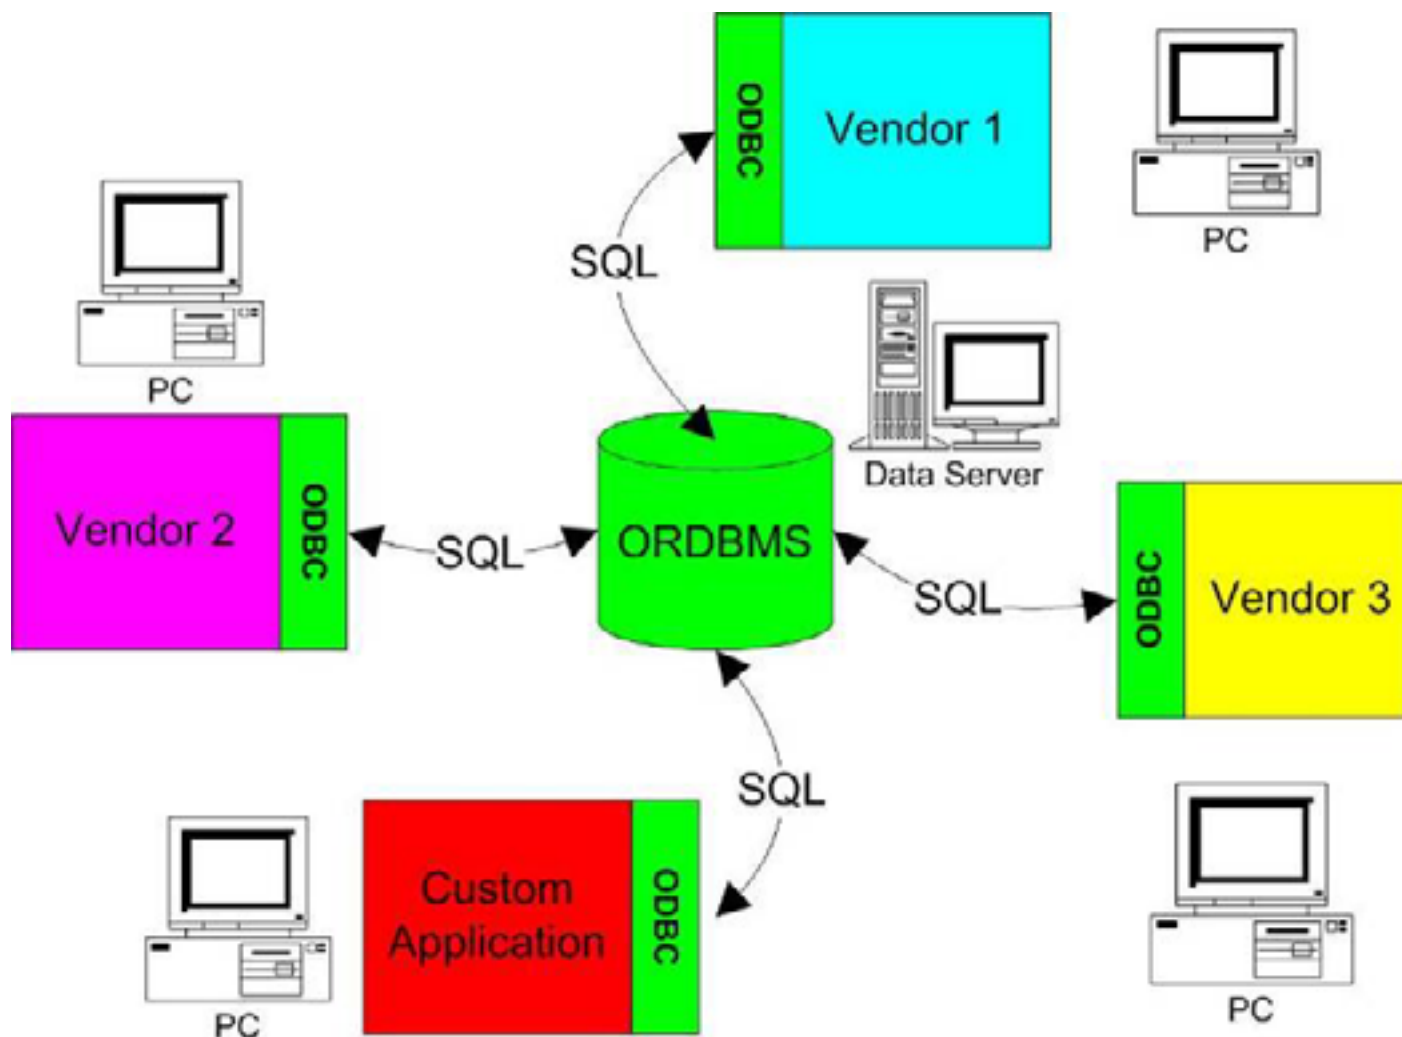 ODBC
Vendor 1
PC
SQL
PC
Data Server
Vendor 2
ODBC
SQL
ORDBMS
SQL
ODBC
Vendor 3
SQL
Custom
Application
ODBC
PC
PC